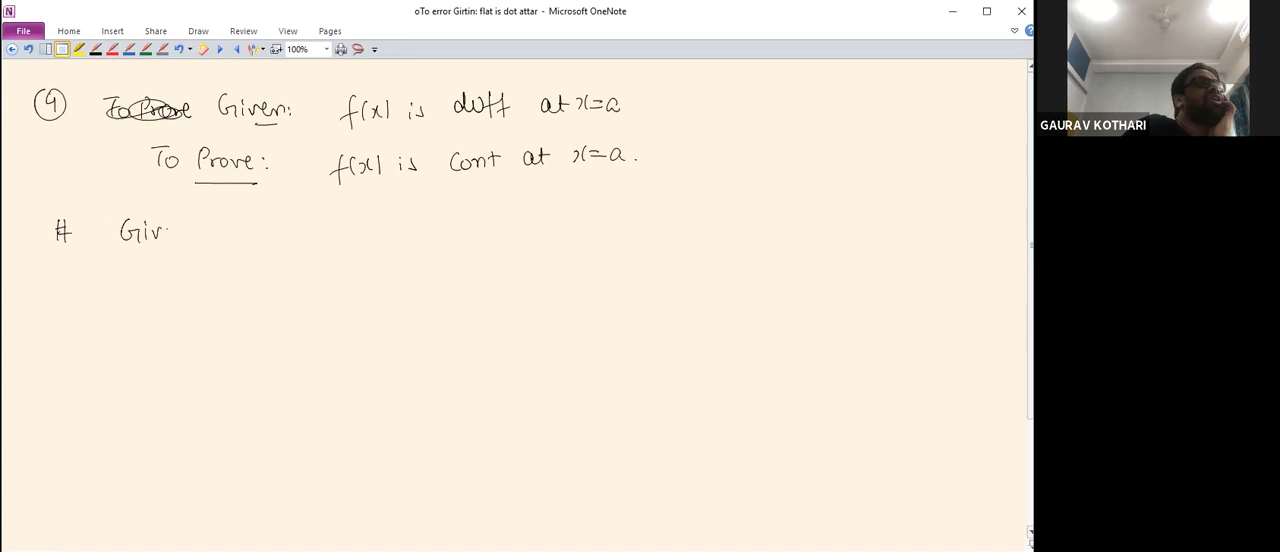 oTo error Girtin: flat is dot attar - Microsoft OneNote
File Home Insert Share Draw Review View Pages
100%
④ To Prove Given: f(x) is diff at x=a
To Prove: f(x) is cont at x=a.
# Giv
GAURAV KOTHARI